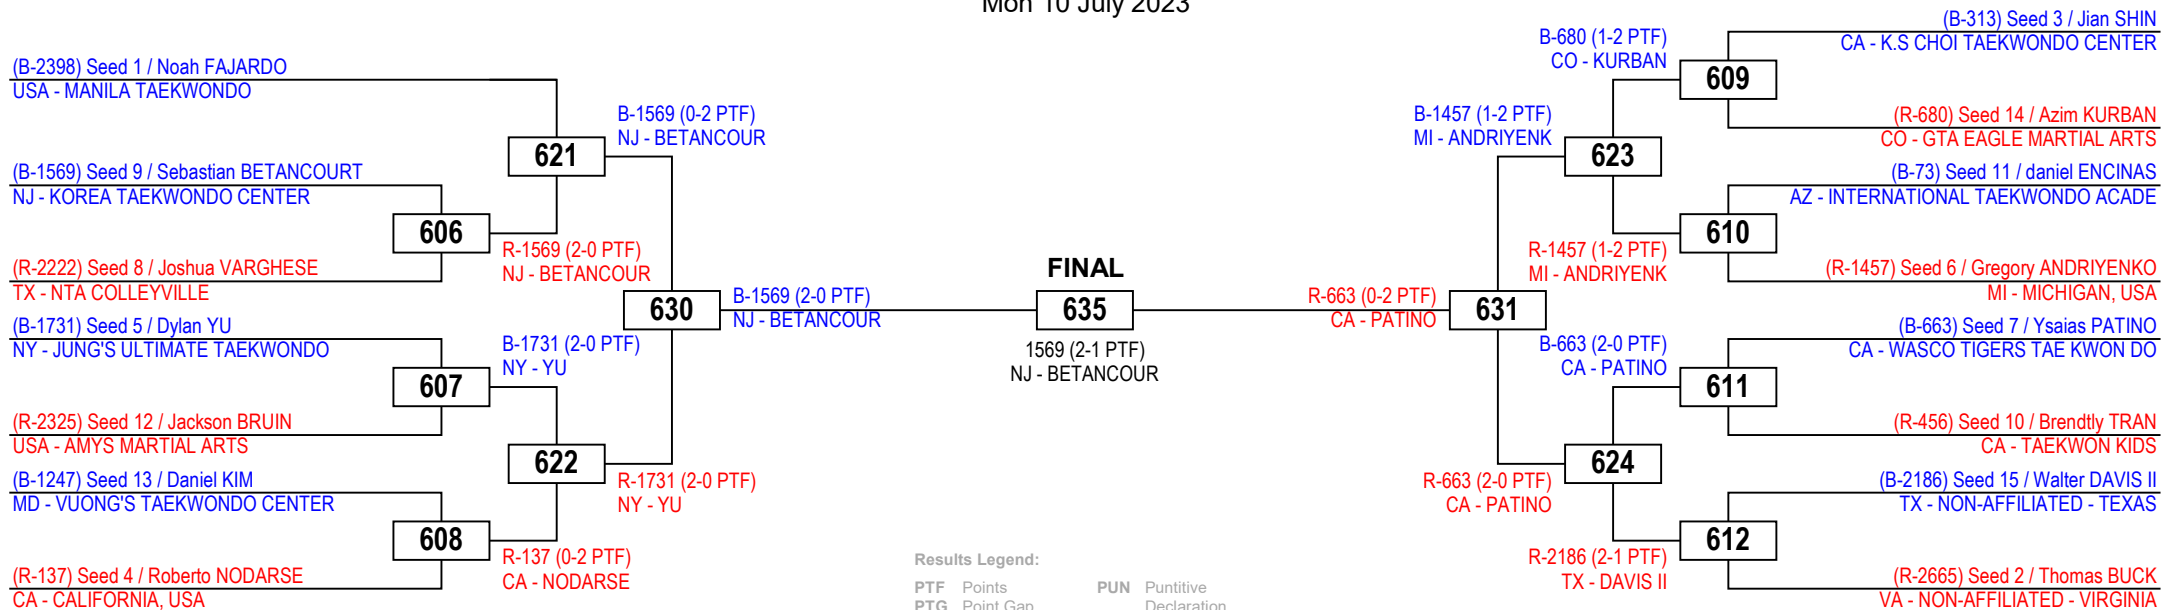 Mon 10 July 2023
(B-2398) Seed 1 / Noah FAJARDO
USA - MANILA TAEKWONDO
(B-1569) Seed 9 / Sebastian BETANCOURT
NJ - KOREA TAEKWONDO CENTER
606
(R-2222) Seed 8 / Joshua VARGHESE
TX - NTA COLLEYVILLE
(B-1731) Seed 5 / Dylan YU
NY - JUNG'S ULTIMATE TAEKWONDO
607
(R-2325) Seed 12 / Jackson BRUIN
USA - AMYS MARTIAL ARTS
(B-1247) Seed 13 / Daniel KIM
MD - VUONG'S TAEKWONDO CENTER
608
(R-137) Seed 4 / Roberto NODARSE
CA - CALIFORNIA, USA
621
R-1569 (2-0 PTF)
NJ - BETANCOUR
B-1731 (2-0 PTF)
NY - YU
622
R-137 (0-2 PTF)
CA - NODARSE
B-1569 (0-2 PTF)
NJ - BETANCOUR
630
R-1731 (2-0 PTF)
NY - YU
B-1569 (2-0 PTF)
NJ - BETANCOUR
FINAL
635
1569 (2-1 PTF)
NJ - BETANCOUR
R-663 (0-2 PTF)
CA - PATINO
631
B-1457 (1-2 PTF)
MI - ANDRIYENK
R-663 (2-0 PTF)
CA - PATINO
B-680 (1-2 PTF)
CO - KURBAN
623
R-1457 (1-2 PTF)
MI - ANDRIYENK
B-663 (2-0 PTF)
CA - PATINO
624
R-2186 (2-1 PTF)
TX - DAVIS II
(B-313) Seed 3 / Jian SHIN
CA - K.S CHOI TAEKWONDO CENTER
609
(R-680) Seed 14 / Azim KURBAN
CO - GTA EAGLE MARTIAL ARTS
(B-73) Seed 11 / daniel ENCINAS
AZ - INTERNATIONAL TAEKWONDO ACADE
610
(R-1457) Seed 6 / Gregory ANDRIYENKO
MI - MICHIGAN, USA
(B-663) Seed 7 / Ysaias PATINO
CA - WASCO TIGERS TAE KWON DO
611
(R-456) Seed 10 / Brendtly TRAN
CA - TAEKWON KIDS
(B-2186) Seed 15 / Walter DAVIS II
TX - NON-AFFILIATED - TEXAS
612
(R-2665) Seed 2 / Thomas BUCK
VA - NON-AFFILIATED - VIRGINIA
Results Legend:
PTF Points PUN Puntitive
PTG Point Gap Declaration